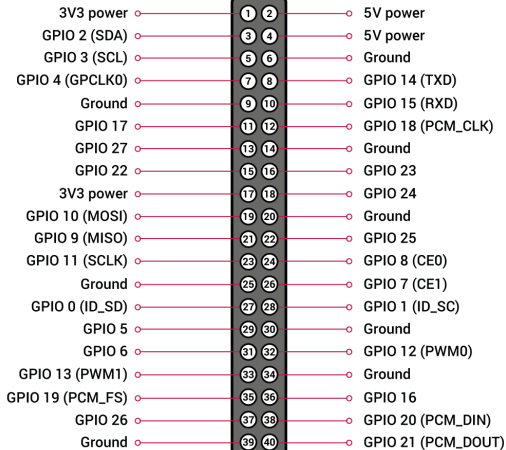 3V3 power 1 2 5V power
GPIO 2 (SDA) 3 4 5V power
GPIO 3 (SCL) 5 6 Ground
GPIO 4 (GPCLK0) 7 8 GPIO 14 (TXD)
Ground 9 10 GPIO 15 (RXD)
GPIO 17 11 12 GPIO 18 (PCM_CLK)
GPIO 27 13 14 Ground
GPIO 22 15 16 GPIO 23
3V3 power 17 18 GPIO 24
GPIO 10 (MOSI) 19 20 Ground
GPIO 9 (MISO) 21 22 GPIO 25
GPIO 11 (SCLK) 23 24 GPIO 8 (CE0)
Ground 25 26 GPIO 7 (CE1)
GPIO 0 (ID_SD) 27 28 GPIO 1 (ID_SC)
GPIO 5 29 30 Ground
GPIO 6 31 32 GPIO 12 (PWM0)
GPIO 13 (PWM1) 33 34 Ground
GPIO 19 (PCM_FS) 35 36 GPIO 16
GPIO 26 37 38 GPIO 20 (PCM_DIN)
Ground 39 40 GPIO 21 (PCM_DOUT)